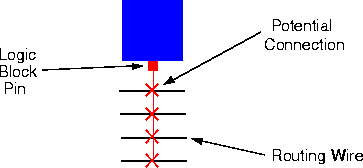 Potential
Connection
Logic
Block
Pin
Routing Wire